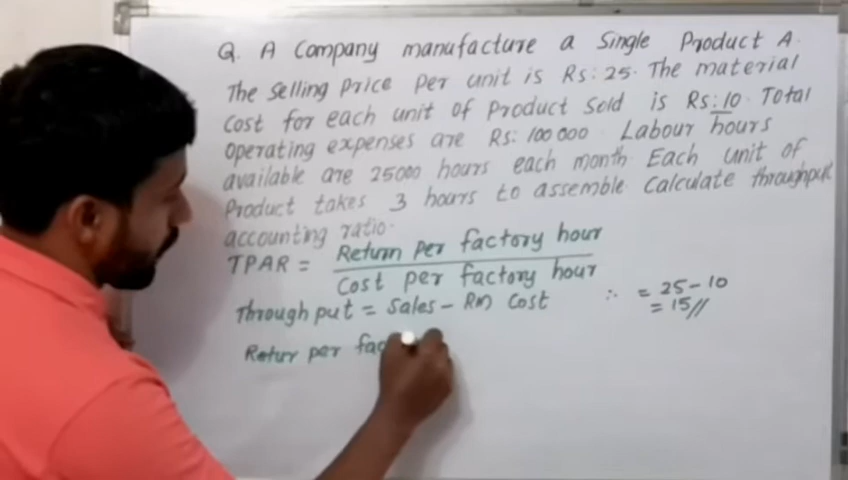 Q. A Company manufacture a Single Product A.
The Selling Price Per unit is Rs: 25. The material
Cost for each unit of Product Sold is Rs: 10. Total
Operating expenses are Rs: 100000. Labour hours
available are 25000 hours each month Each unit of
Product takes 3 hours to assemble Calculate throughput
accounting ratio.
TPAR = Return Per factory hour
Cost per factory hour
Through put = Sales - RM Cost
∴ = 25 - 10
= 15//
Retur per fac